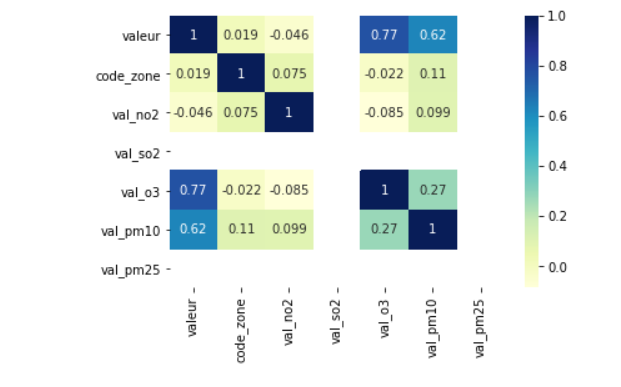 valeur 1 0.019 -0.046 0.77 0.62
code_zone 0.019 1 0.075 -0.022 0.11
val_no2 -0.046 0.075 1 -0.085 0.099
val_so2
val_o3 0.77 -0.022 -0.085 1 0.27
val_pm10 0.62 0.11 0.099 0.27 1
val_pm25
valeur code_zone val_no2 val_so2 val_o3 val_pm10 val_pm25
1.0
0.8
0.6
0.4
0.2
0.0